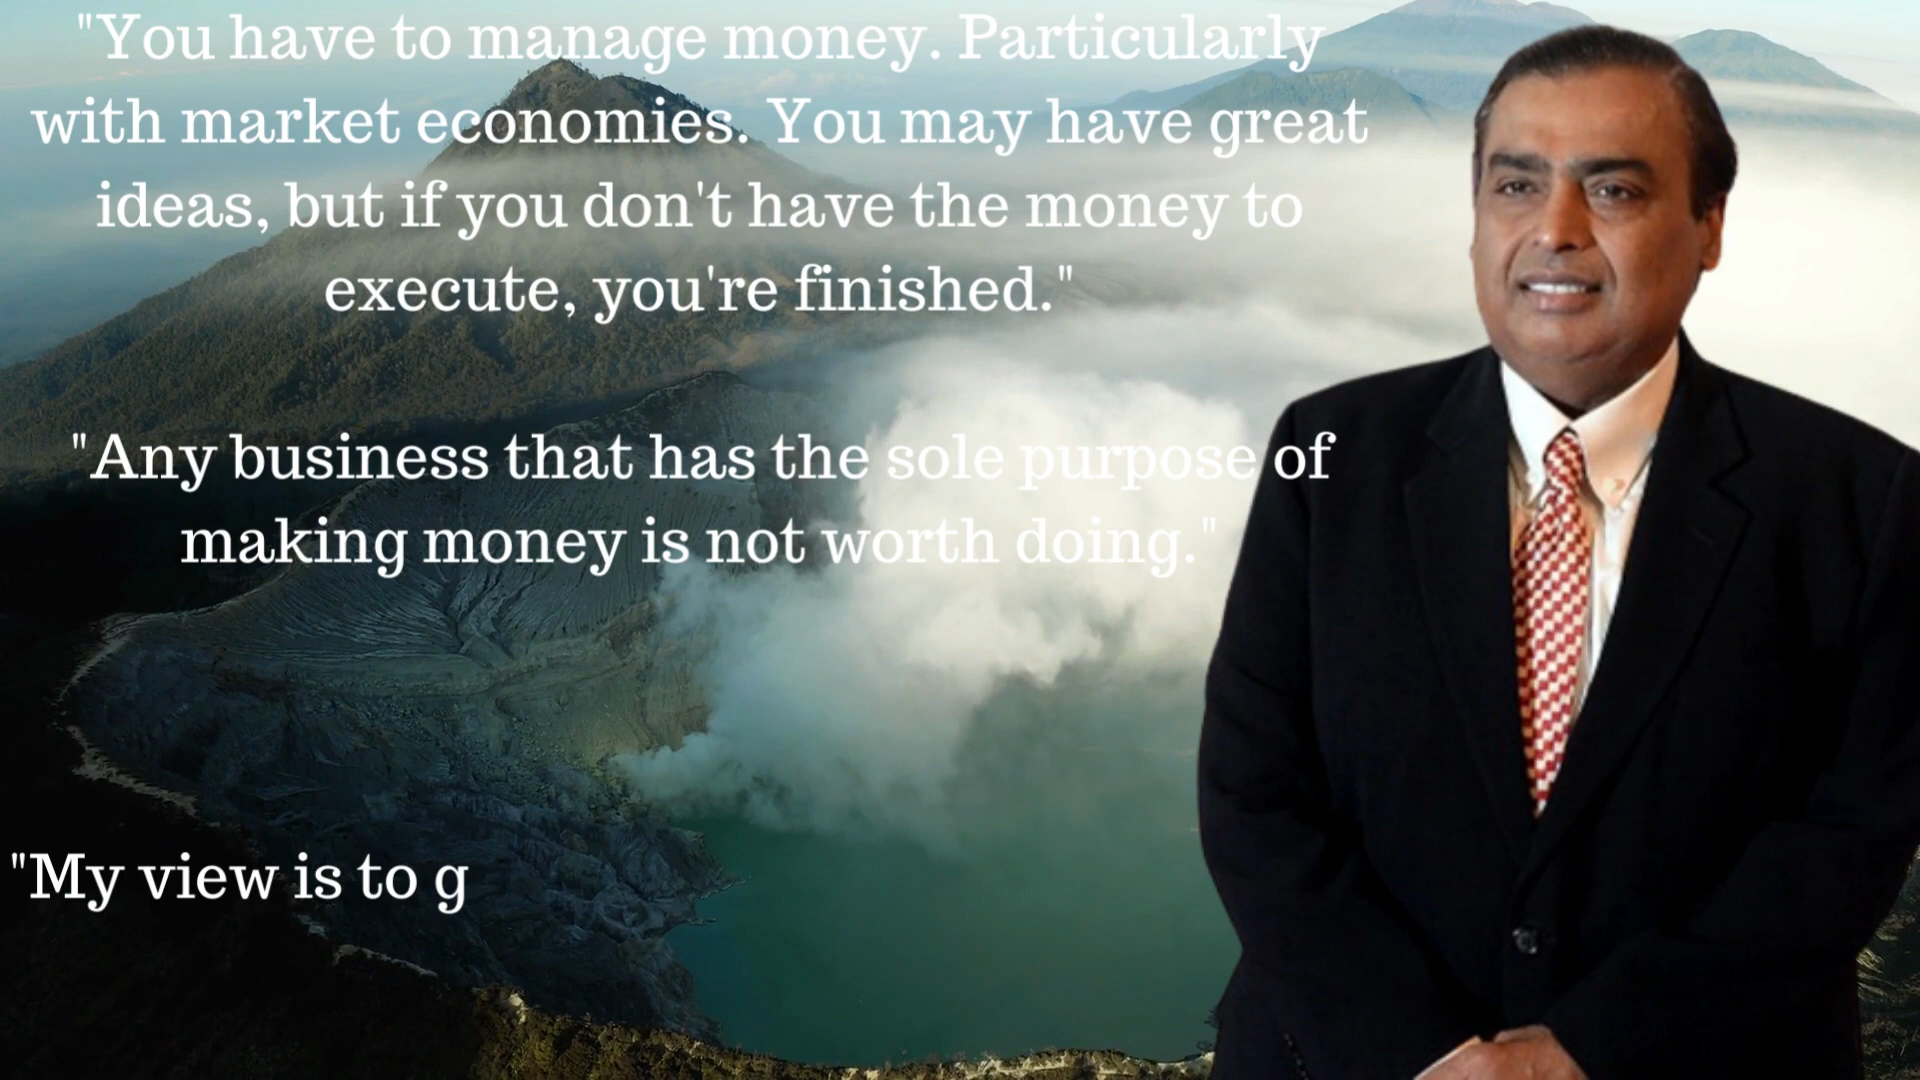 "You have to manage money. Particularly
with market economies. You may have great
ideas, but if you don't have the money to
execute, you're finished."
"Any business that has the sole purpose of
making money is not worth doing."
"My view is to g